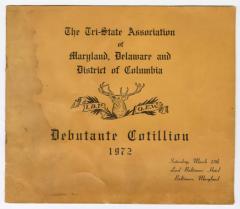 The Tri-State Association
of
Maryland, Delaware and
District of Columbia
Debutante Cotillion
1972
Saturday, March 25th
Lord Baltimore Hotel
Baltimore, Maryland